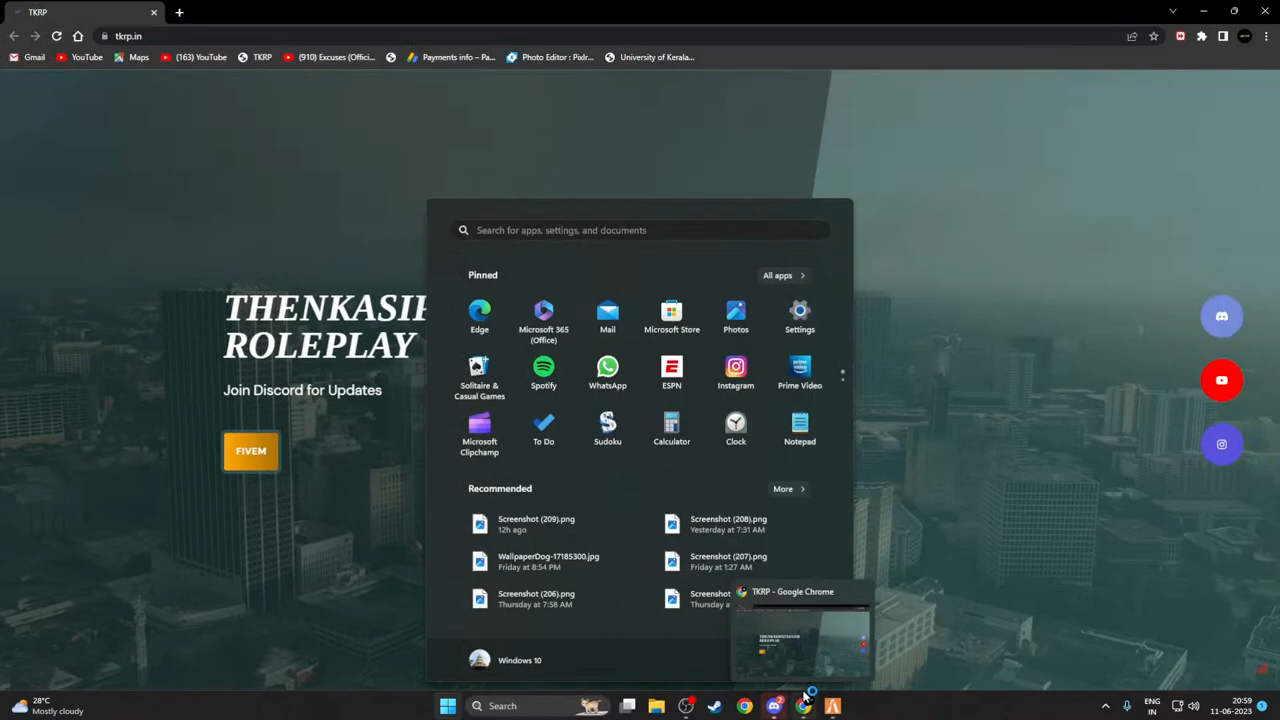 TKRP
tkrp.in
Gmail
YouTube
Maps
(163) YouTube
TKRP
(910) Excuses (Offici...
Payments info – Pa...
Photo Editor : Pixlr...
University of Kerala...
Search for apps, settings, and documents
Pinned
All apps
Edge
Microsoft 365
(Office)
Mail
Microsoft Store
Photos
Settings
Solitaire &
Casual Games
Spotify
WhatsApp
ESPN
Instagram
Prime Video
Microsoft
Clipchamp
To Do
Sudoku
Calculator
Clock
Notepad
Recommended
More
Screenshot (209).png
12h ago
Screenshot (208).png
Yesterday at 7:31 AM
WallpaperDog-17185300.jpg
Friday at 8:54 PM
Screenshot (207).png
Friday at 1:27 AM
Screenshot (206).png
Thursday at 7:58 AM
Windows 10
TKRP - Google Chrome
ROLEPLAY
Join Discord for Updates
FIVEM
28°C
Mostly cloudy
Search
ENG
IN
20:59
11-06-2023